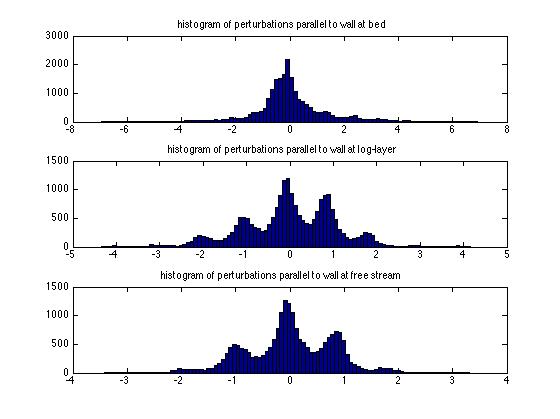 histogram of perturbations parallel to wall at bed
3000
2000
1000
0
-8 -6 -4 -2 0 2 4 6 8
histogram of perturbations parallel to wall at log-layer
1500
1000
500
0
-5 -4 -3 -2 -1 0 1 2 3 4 5
histogram of perturbations parallel to wall at free stream
1500
1000
500
0
-4 -3 -2 -1 0 1 2 3 4